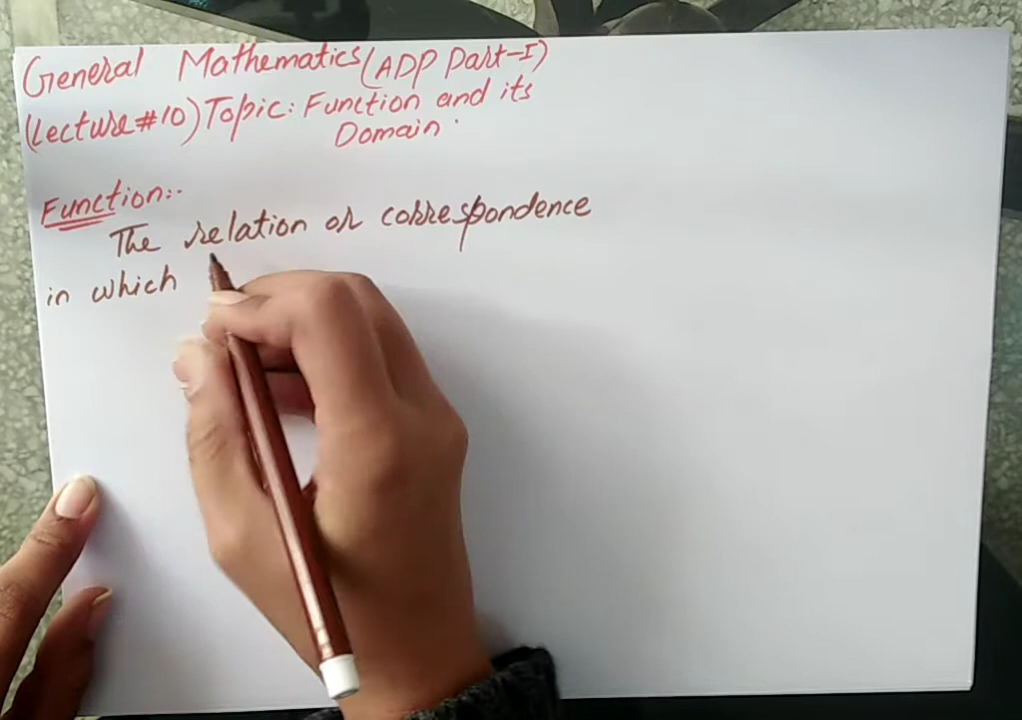 General Mathematics (ADP Part-I)
(Lecture #10) Topic: Function and its
Domain.
Function:-
The relation or correspondence
in which